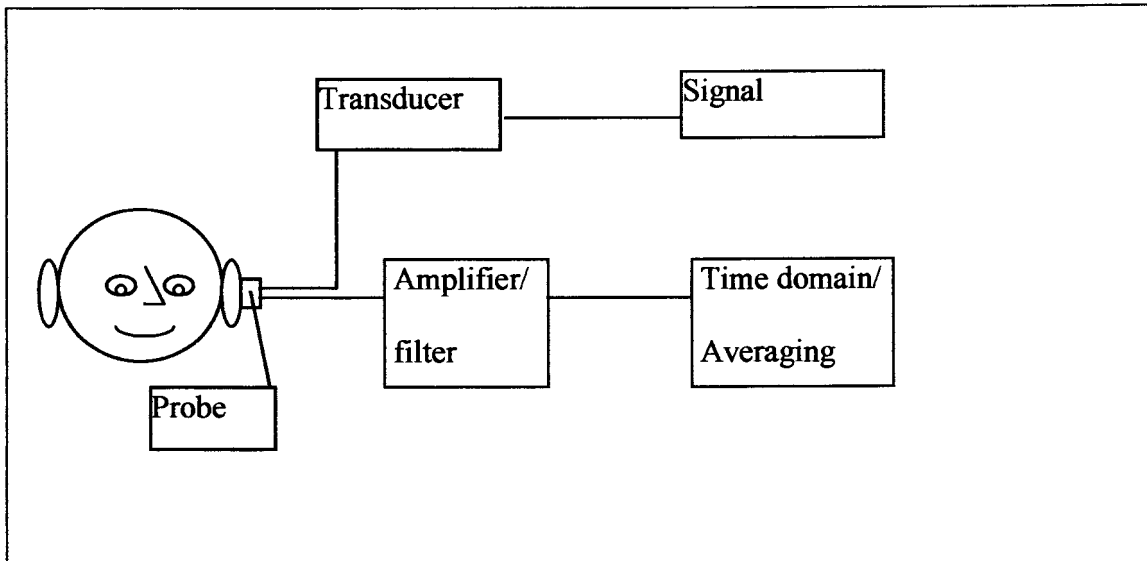 Transducer
Signal
Amplifier/
filter
Time domain/
Averaging
Probe